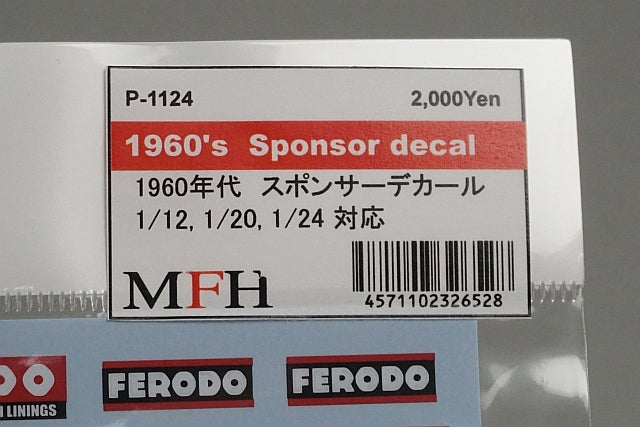 P-1124 2,000Yen
1960's Sponsor decal
1960年代 スポンサーデカール
1/12, 1/20, 1/24 対応
MFH
4571102326528
FERODO FERODO
LININGS